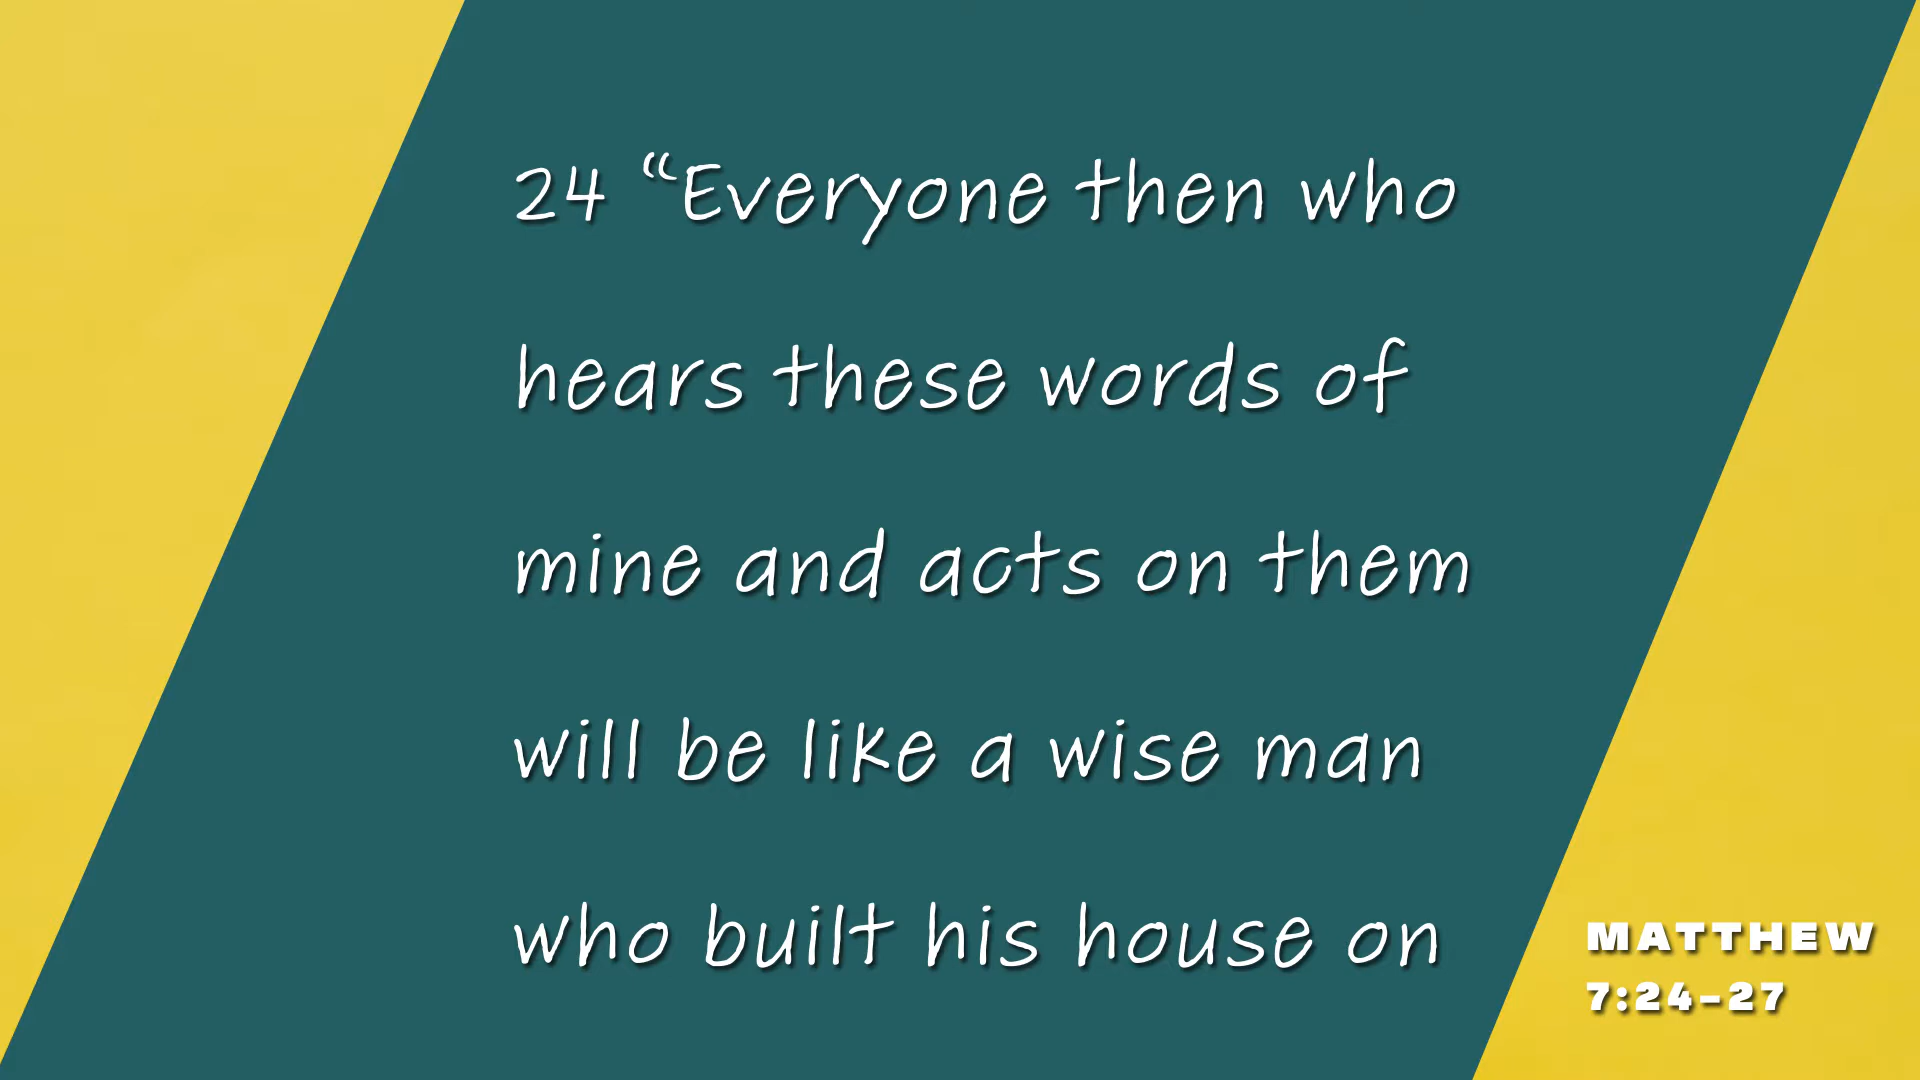 24 “Everyone then who
hears these words of
mine and acts on them
will be like a wise man
who built his house on
MATTHEW
7:24-27